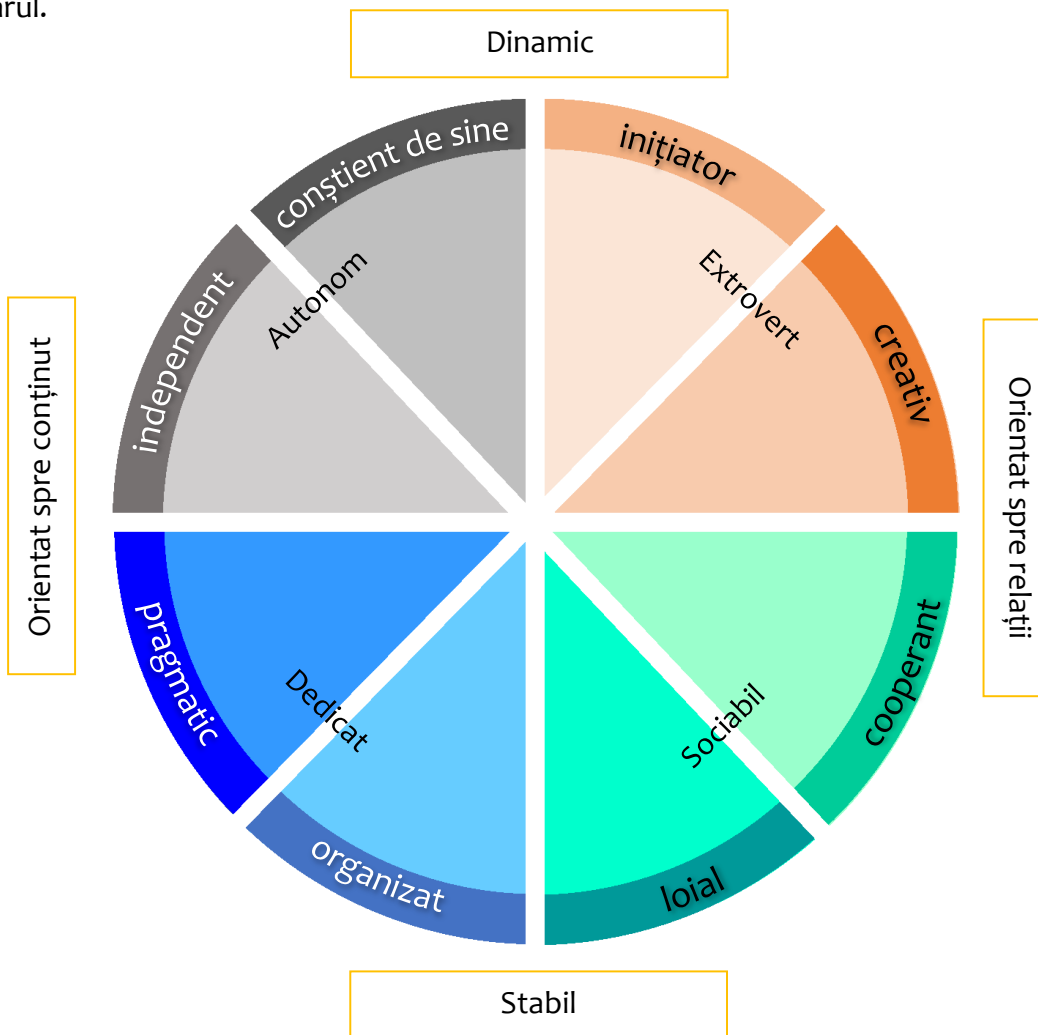 Dinamic
conștient de sine
inițiator
independent
Autonom
Extrovert
creativ
Orientat spre conținut
Orientat spre relații
pragmatic
Dedicat
Sociabil
cooperant
organizat
loial
Stabil